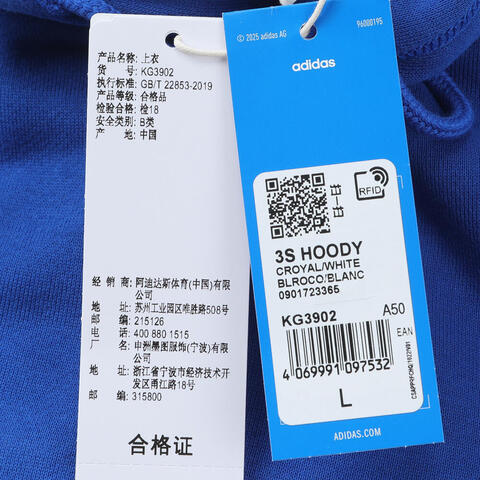 产品名称: 上衣
货 号: KG3902
执行标准: GB/T 22853-2019
产品等级: 合格品
检验合格: 检18
安全类别: B类
产 地: 中国
经 销 商: 阿迪达斯体育(中国)有限
公司
地 址: 苏州工业园区唯胜路508号
邮 编: 215126
电 话: 400 880 1515
厂 名: 申洲服饰(宁波)有限
公司
地 址: 浙江省宁波市经济技术开
发区甬江路18号
邮 编: 315800
合格证
© 2025 adidas AG
96000195
adidas
RFID
3S HOODY
CROYAL/WHITE
BLROCO/BLANC
0901723365
KG3902
A50
EAN
4 069991 097532
L
ADIDAS.COM